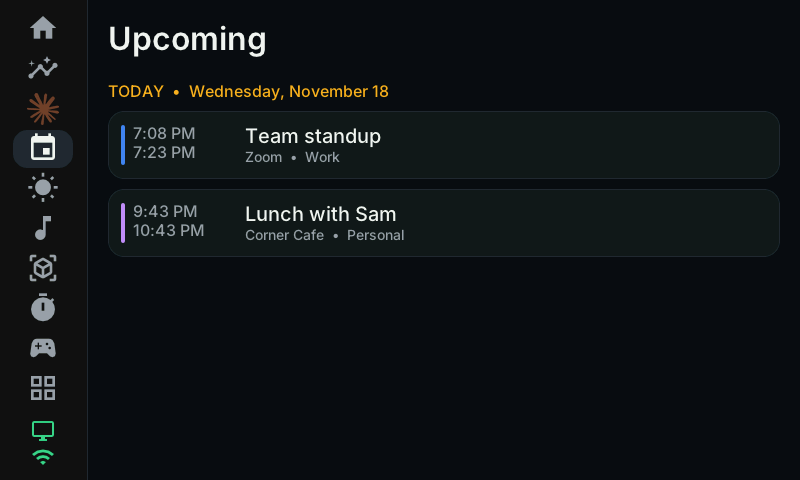 Upcoming
TODAY • Wednesday, November 18
7:08 PM
7:23 PM
Team standup
Zoom • Work
9:43 PM
10:43 PM
Lunch with Sam
Corner Cafe • Personal